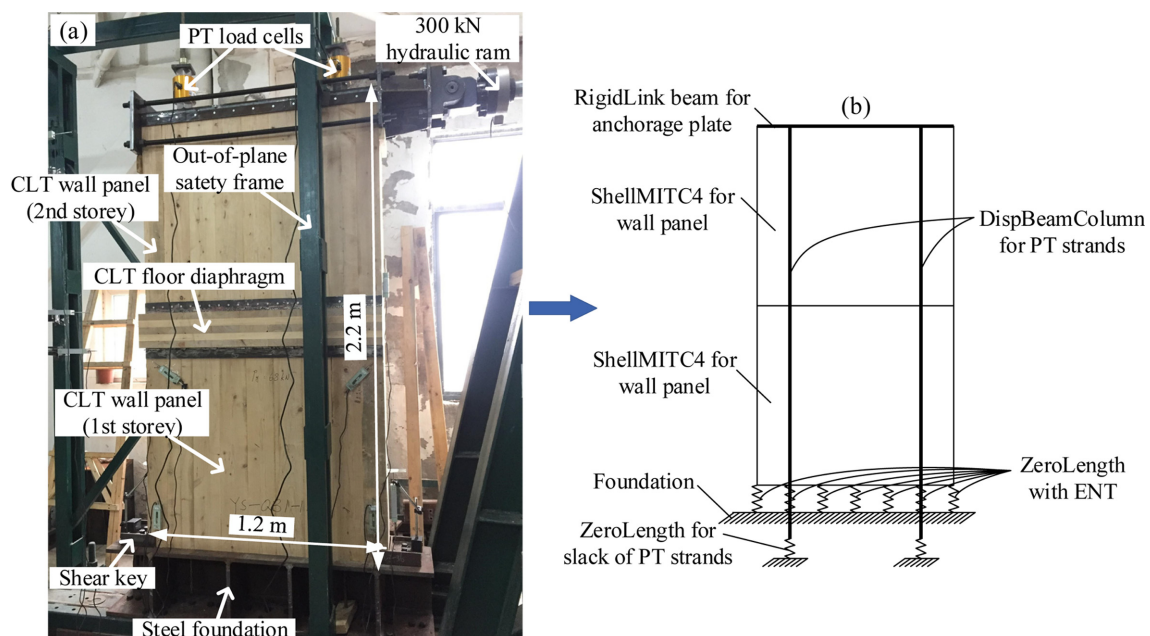 (a)
PT load cells
300 kN
hydraulic ram
Out-of-plane
satety frame
CLT wall panel
(2nd storey)
CLT floor diaphragm
2.2 m
CLT wall panel
(1st storey)
1.2 m
Shear key
Steel foundation
(b)
RigidLink beam for
anchorage plate
ShellMITC4 for
wall panel
DispBeamColumn
for PT strands
ShellMITC4 for
wall panel
ZeroLength
with ENT
Foundation
ZeroLength for
slack of PT strands